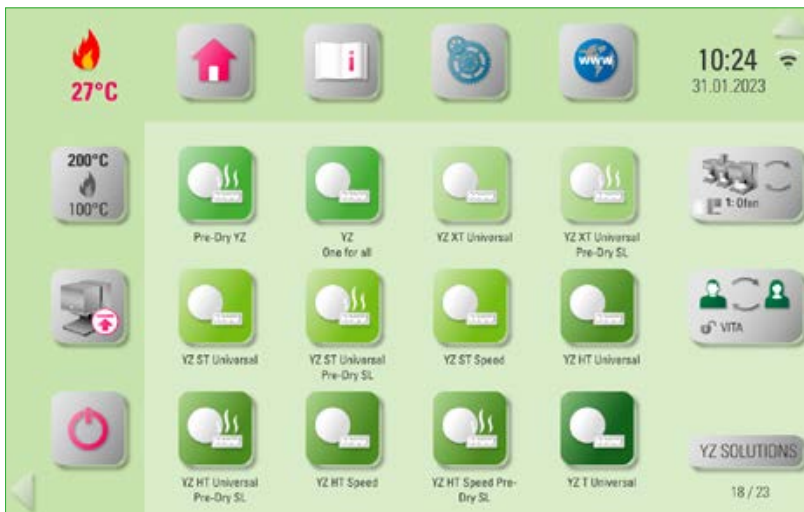 27°C
i
www
10:24
31.01.2023
200°C
100°C
Pre-Dry YZ
YZ
One for all
YZ XT Universal
YZ XT Universal
Pre-Dry SL
1: Ofen
YZ ST Universal
YZ ST Universal
Pre-Dry SL
YZ ST Speed
YZ HT Universal
VITA
YZ HT Universal
Pre-Dry SL
YZ HT Speed
YZ HT Speed Pre-
Dry SL
YZ T Universal
YZ SOLUTIONS
18 / 23